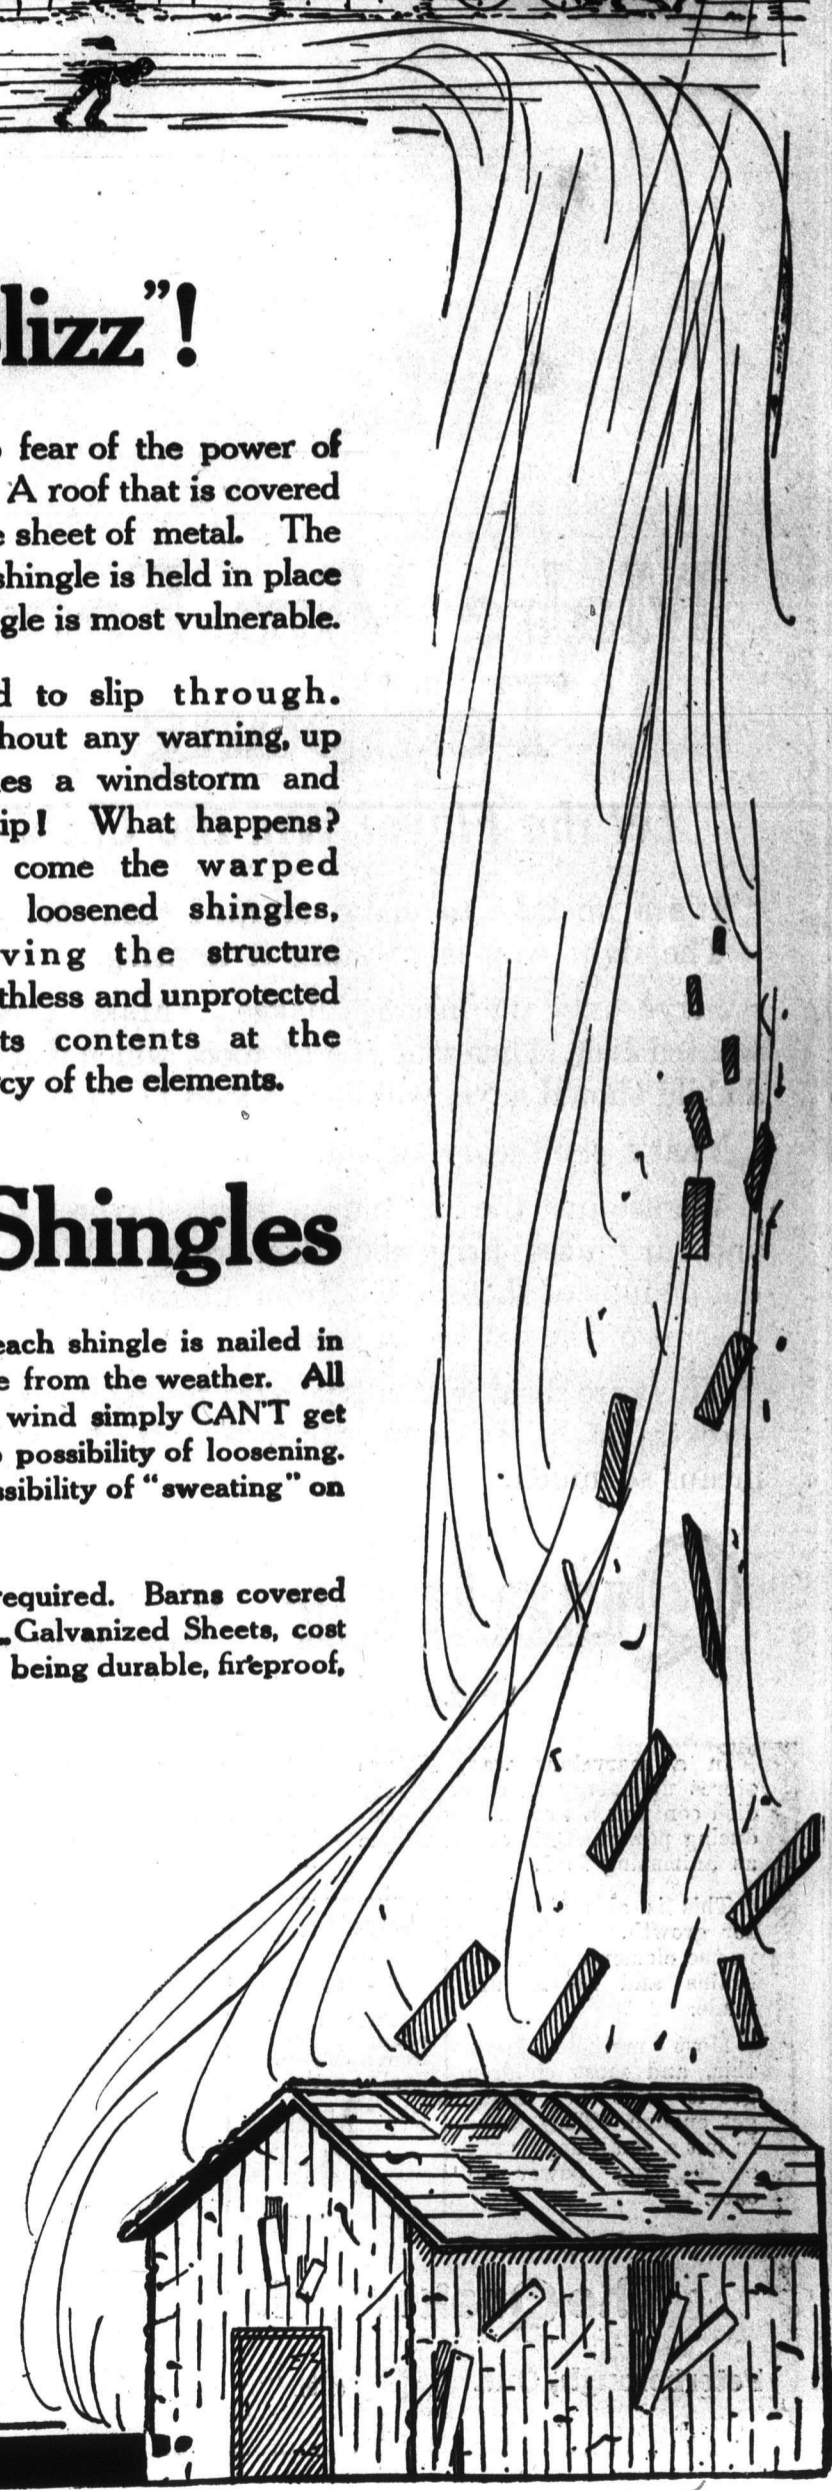 lizz"!
fear of the power of
A roof that is covered
e sheet of metal. The
shingle is held in place
gle is most vulnerable.
d to slip through.
hout any warning, up
es a windstorm and
ip! What happens?
come the warped
loosened shingles,
ving the structure
thless and unprotected
ts contents at the
cy of the elements.
Shingles
each shingle is nailed in
e from the weather. All
wind simply CAN'T get
possibility of loosening.
ssibility of "sweating" on
required. Barns covered
Galvanized Sheets, cost
being durable, fireproof,